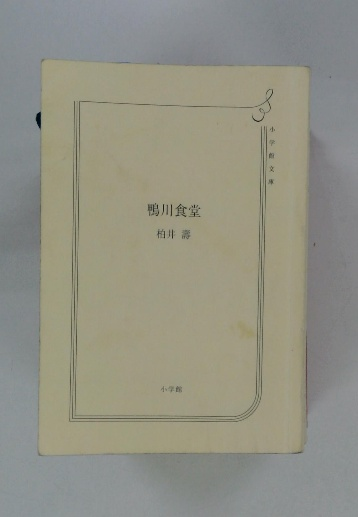 小学館文庫
鴨川食堂
柏井 壽
小学館